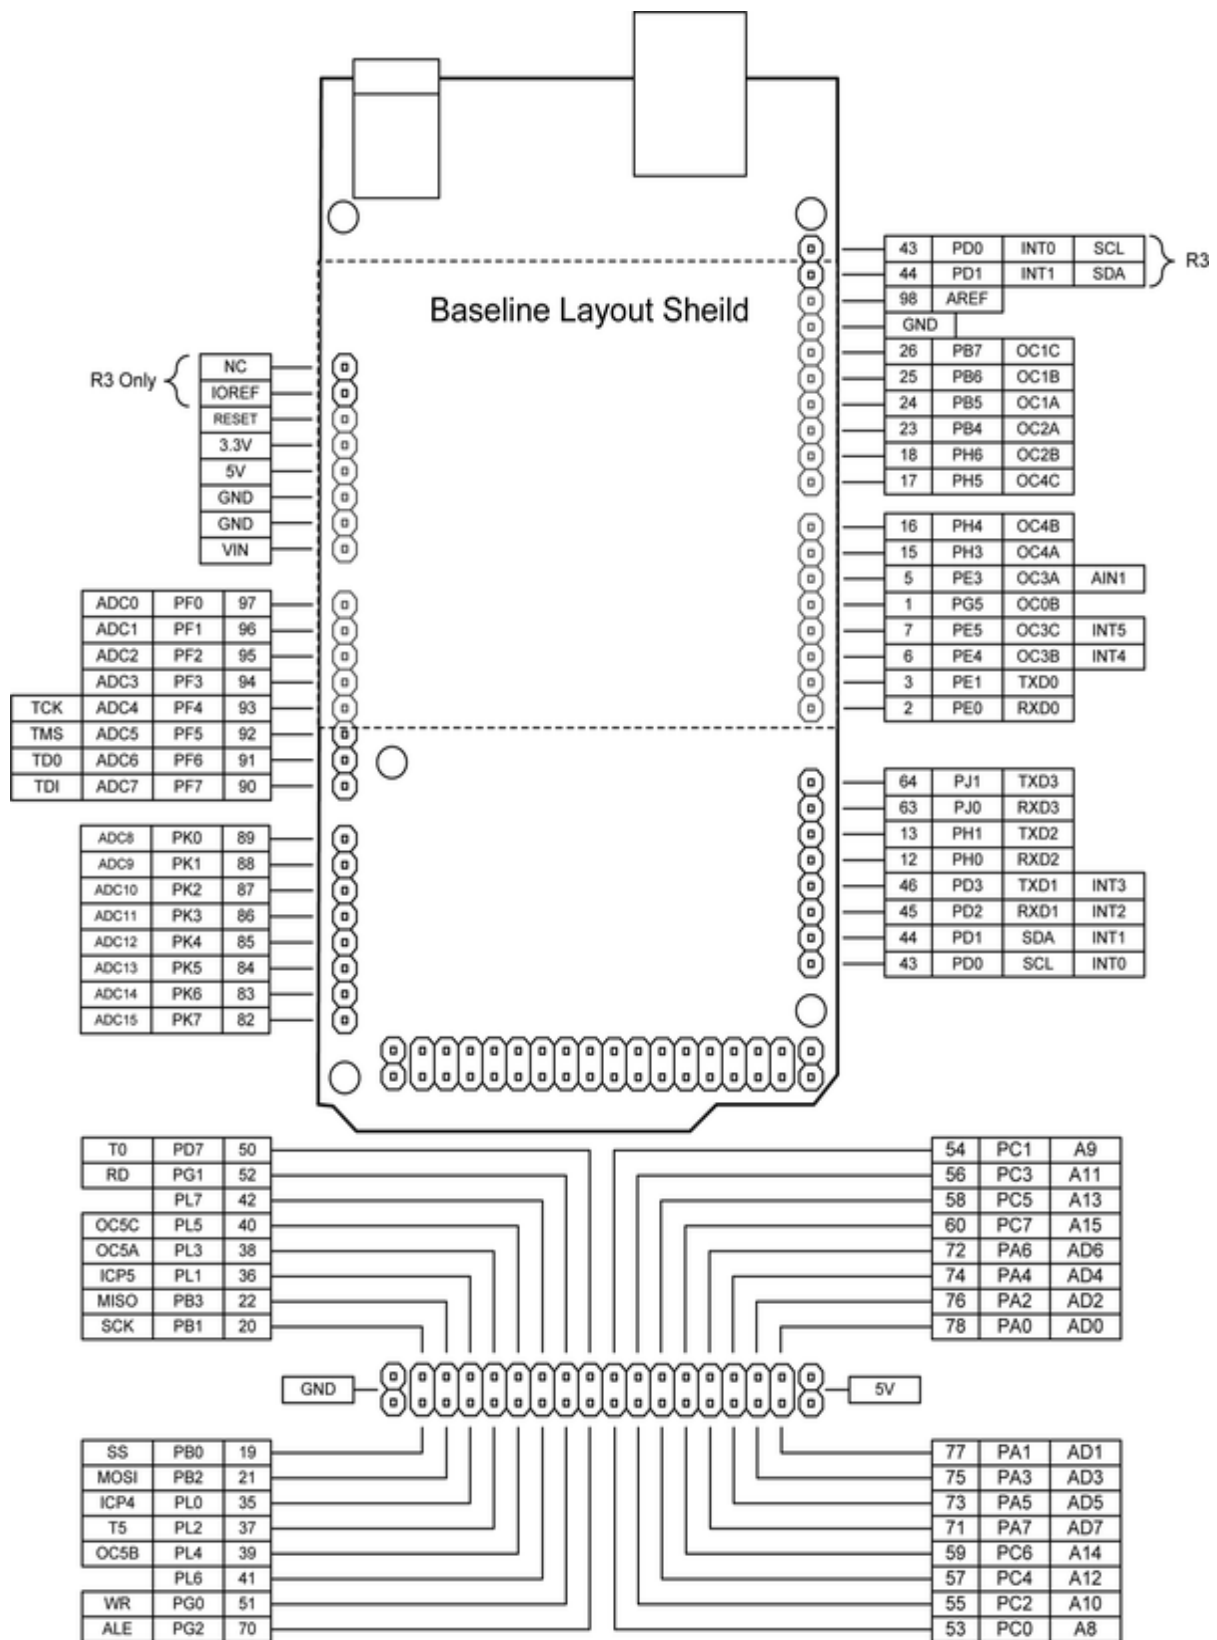 43 PD0 INT0 SCL
44 PD1 INT1 SDA
R3
98 AREF
GND
Baseline Layout Sheild
26 PB7 OC1C
25 PB6 OC1B
24 PB5 OC1A
23 PB4 OC2A
18 PH6 OC2B
17 PH5 OC4C
R3 Only
NC
IOREF
RESET
3.3V
5V
GND
GND
VIN
16 PH4 OC4B
15 PH3 OC4A
5 PE3 OC3A AIN1
1 PG5 OC0B
7 PE5 OC3C INT5
6 PE4 OC3B INT4
3 PE1 TXD0
2 PE0 RXD0
ADC0 PF0 97
ADC1 PF1 96
ADC2 PF2 95
ADC3 PF3 94
TCK ADC4 PF4 93
TMS ADC5 PF5 92
TD0 ADC6 PF6 91
TDI ADC7 PF7 90
64 PJ1 TXD3
63 PJ0 RXD3
13 PH1 TXD2
12 PH0 RXD2
46 PD3 TXD1 INT3
45 PD2 RXD1 INT2
44 PD1 SDA INT1
43 PD0 SCL INT0
ADC8 PK0 89
ADC9 PK1 88
ADC10 PK2 87
ADC11 PK3 86
ADC12 PK4 85
ADC13 PK5 84
ADC14 PK6 83
ADC15 PK7 82
T0 PD7 50
RD PG1 52
PL7 42
OC5C PL5 40
OC5A PL3 38
ICP5 PL1 36
MISO PB3 22
SCK PB1 20
54 PC1 A9
56 PC3 A11
58 PC5 A13
60 PC7 A15
72 PA6 AD6
74 PA4 AD4
76 PA2 AD2
78 PA0 AD0
GND
5V
SS PB0 19
MOSI PB2 21
ICP4 PL0 35
T5 PL2 37
OC5B PL4 39
PL6 41
WR PG0 51
ALE PG2 70
77 PA1 AD1
75 PA3 AD3
73 PA5 AD5
71 PA7 AD7
59 PC6 A14
57 PC4 A12
55 PC2 A10
53 PC0 A8